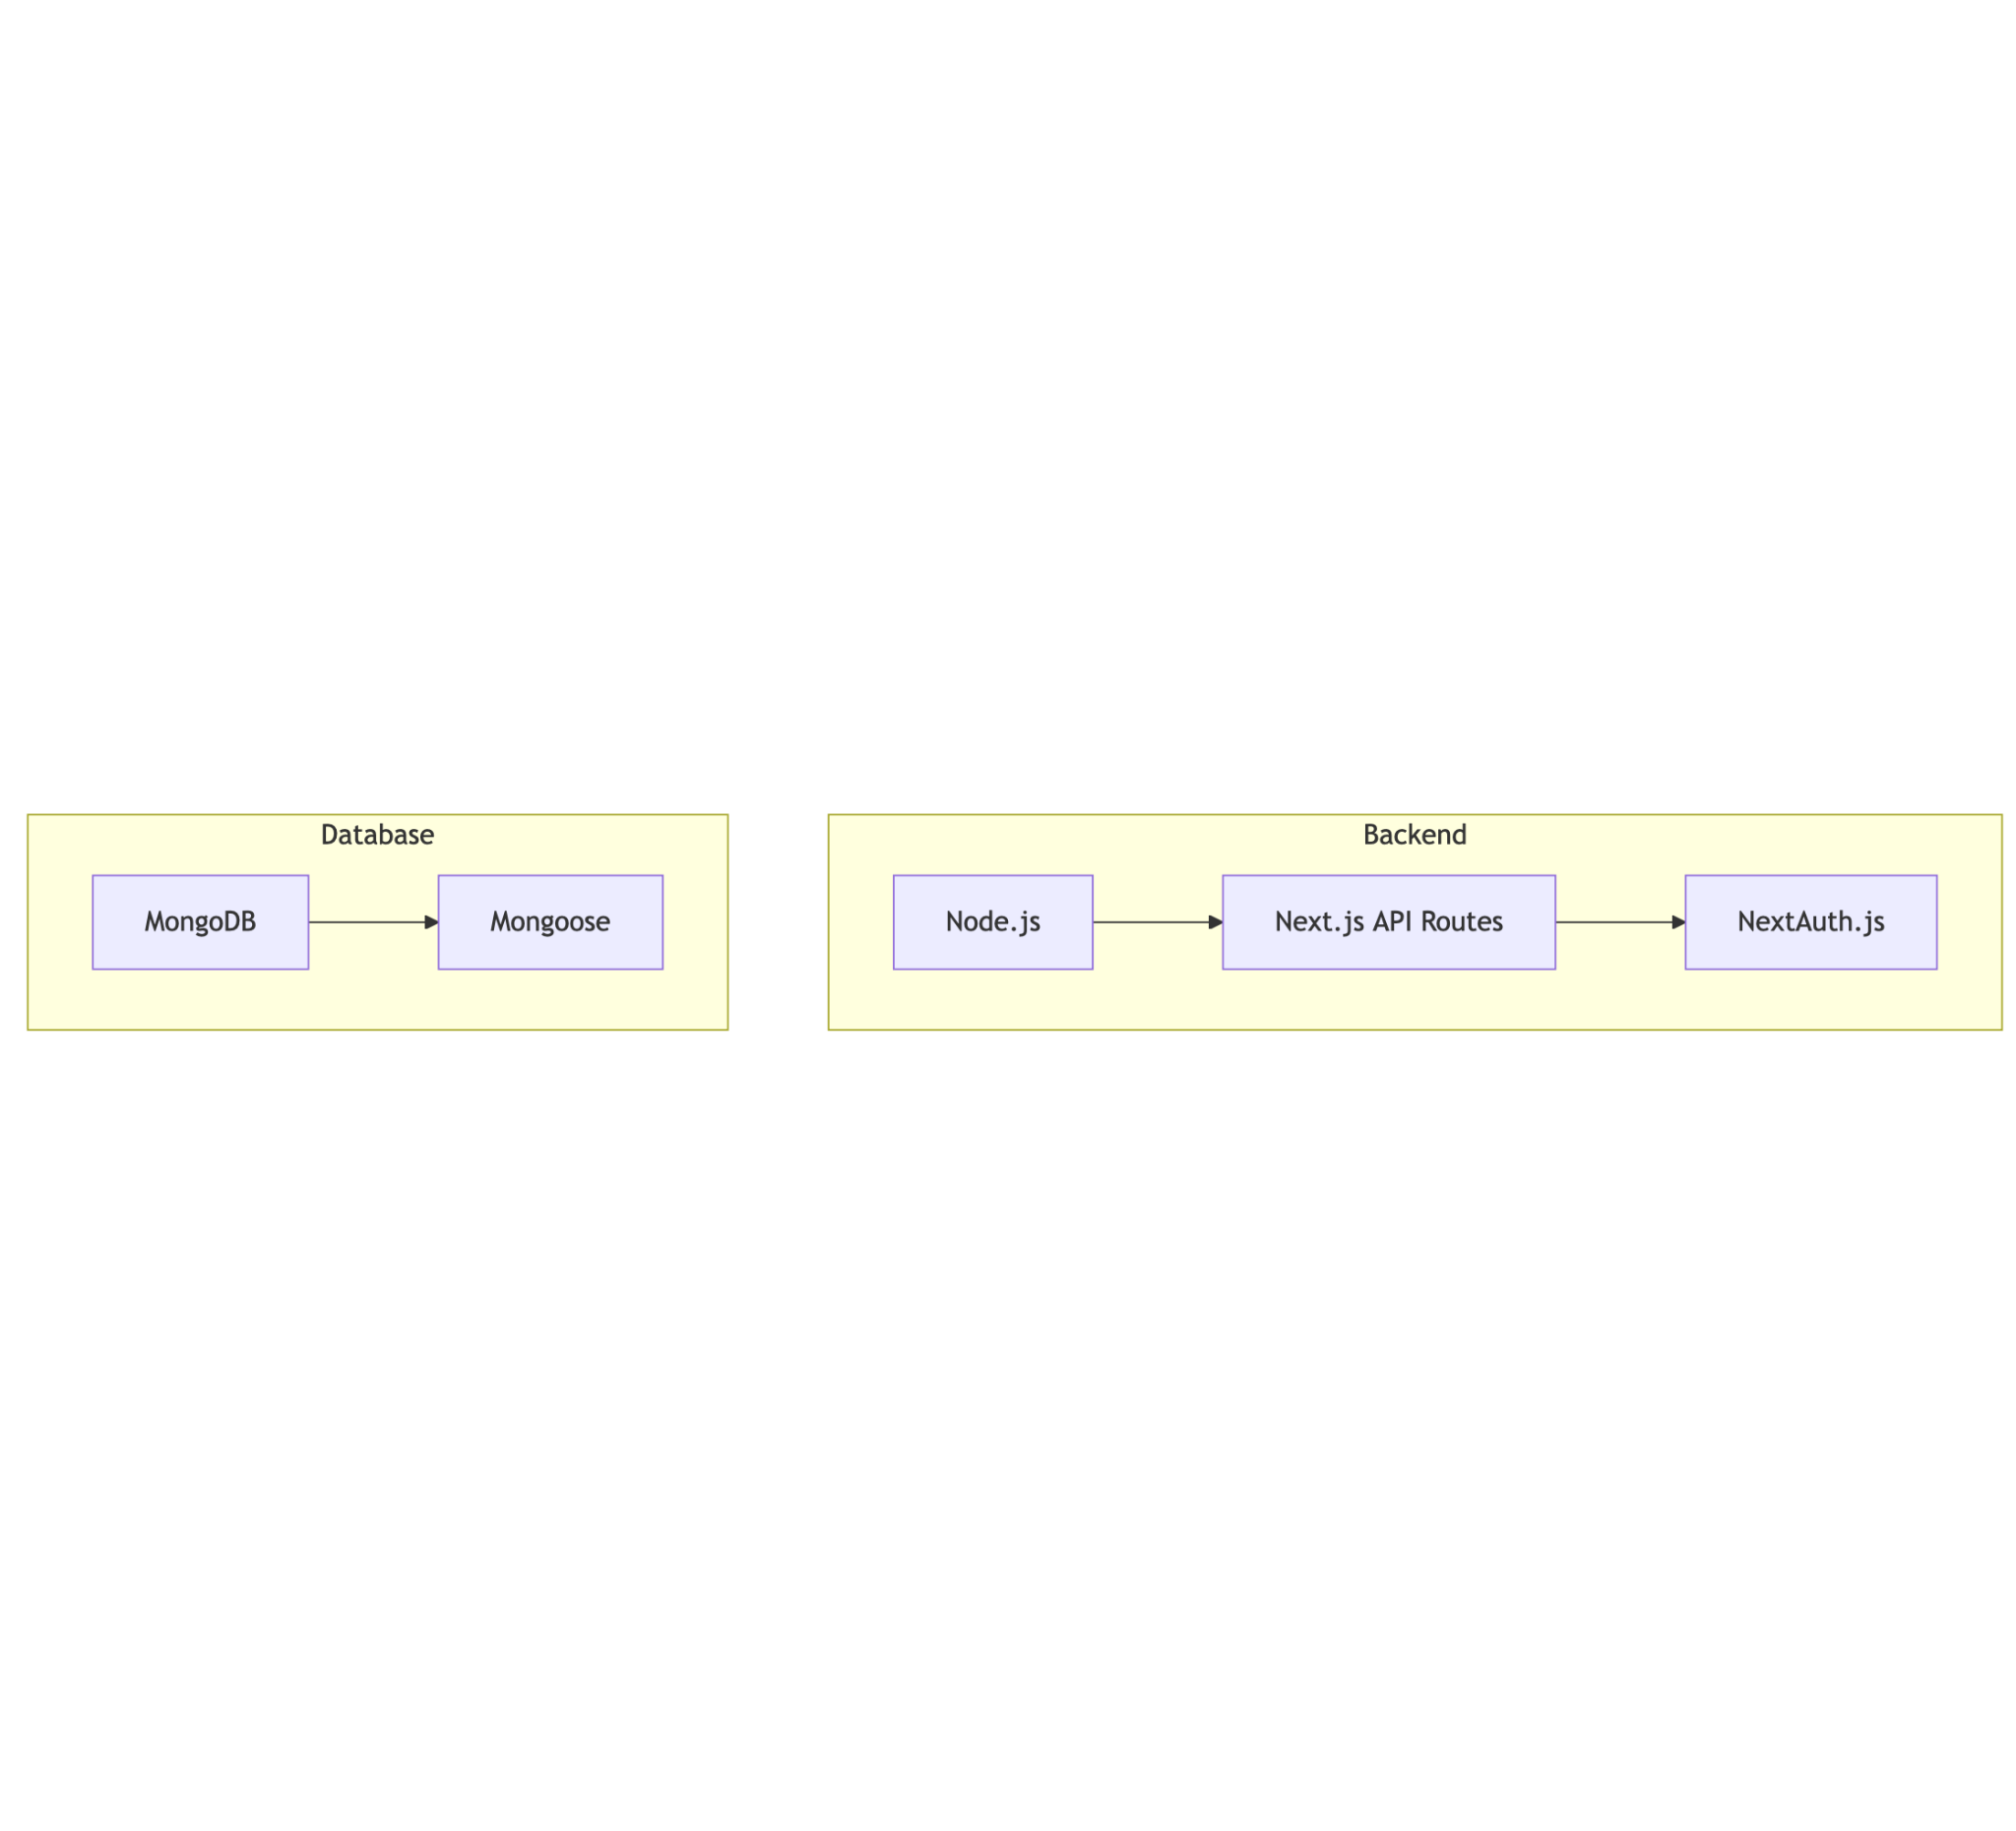 Database
MongoDB
Mongoose
Backend
Node.js
Next.js API Routes
NextAuth.js